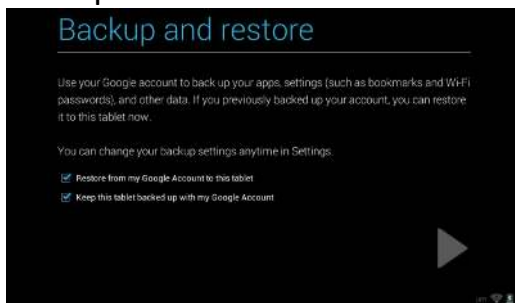 Backup and restore
Use your Google account to back up your apps, settings (such as bookmarks and Wi-Fi
passwords), and other data. If you previously backed up your account, you can restore
it to this tablet now.
You can change your backup settings anytime in Settings.
Restore from my Google Account to this tablet
Keep this tablet backed up with my Google Account